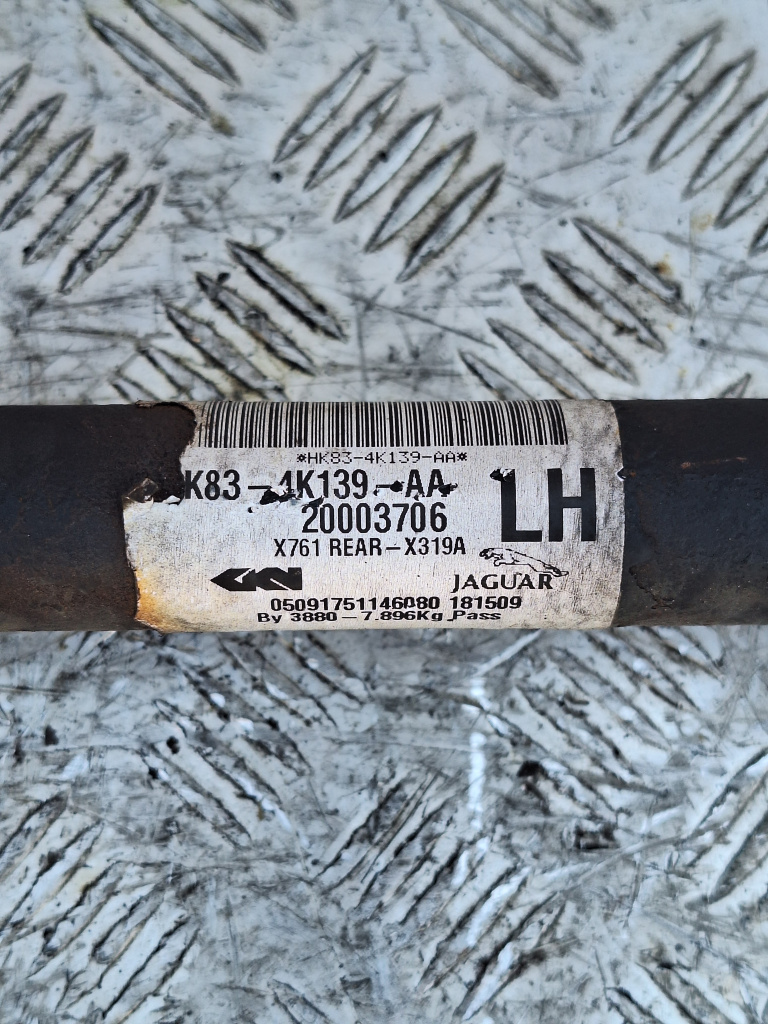 *HK83-4K139-AA*
K83-4K139-AA
LH
20003706
X761 REAR-X319A
GKN
JAGUAR
05091751146080 181509
By 3880-7.896Kg Pass